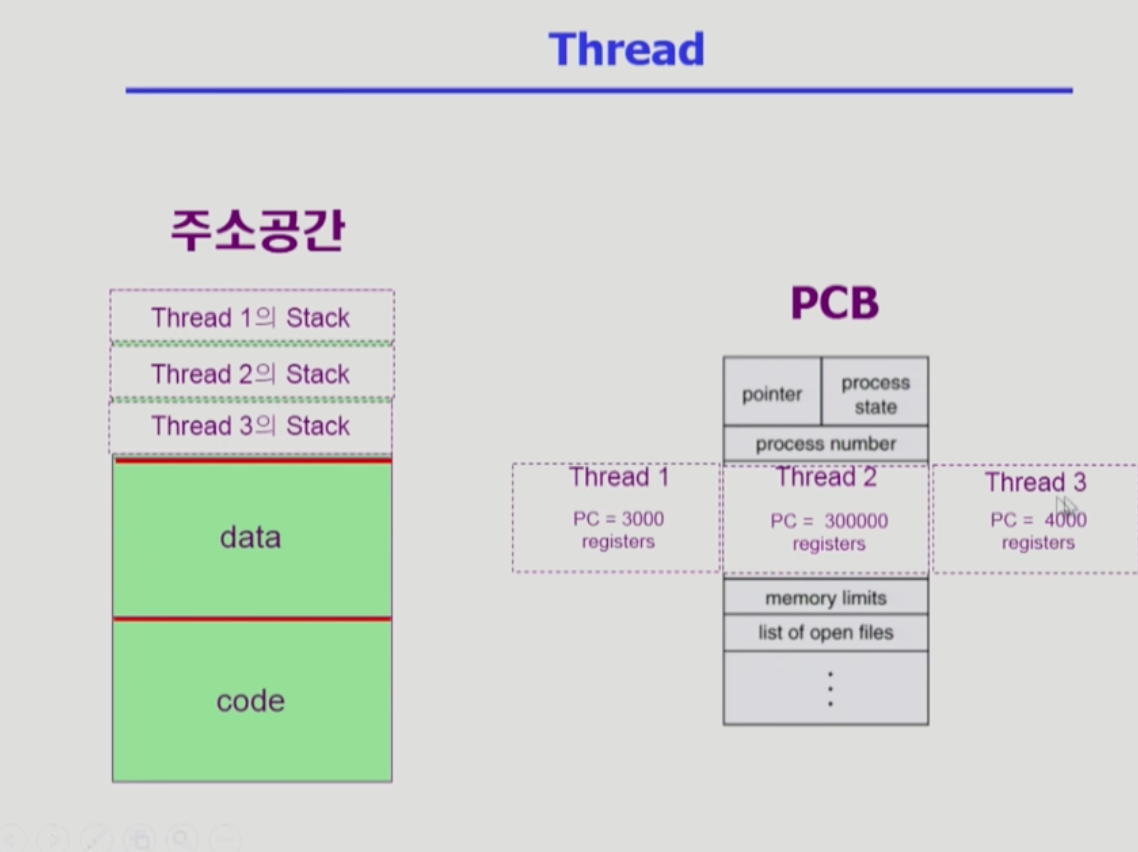 Thread
주소공간
Thread 1의 Stack
Thread 2의 Stack
Thread 3의 Stack
data
code
PCB
pointer
process
state
process number
Thread 1
PC = 3000
registers
Thread 2
PC = 300000
registers
Thread 3
PC = 4000
registers
memory limits
list of open files